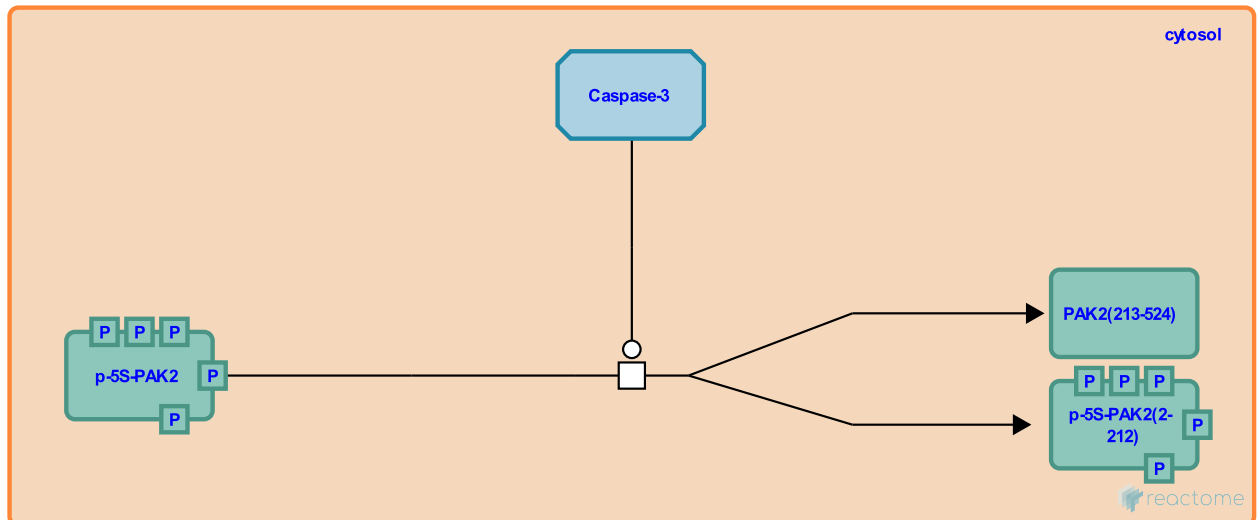 cytosol
Caspase-3
PAK2(213-524)
P P P
p-5S-PAK2
P
P
P P P
p-5S-PAK2(2-
212)
P
P
reactome